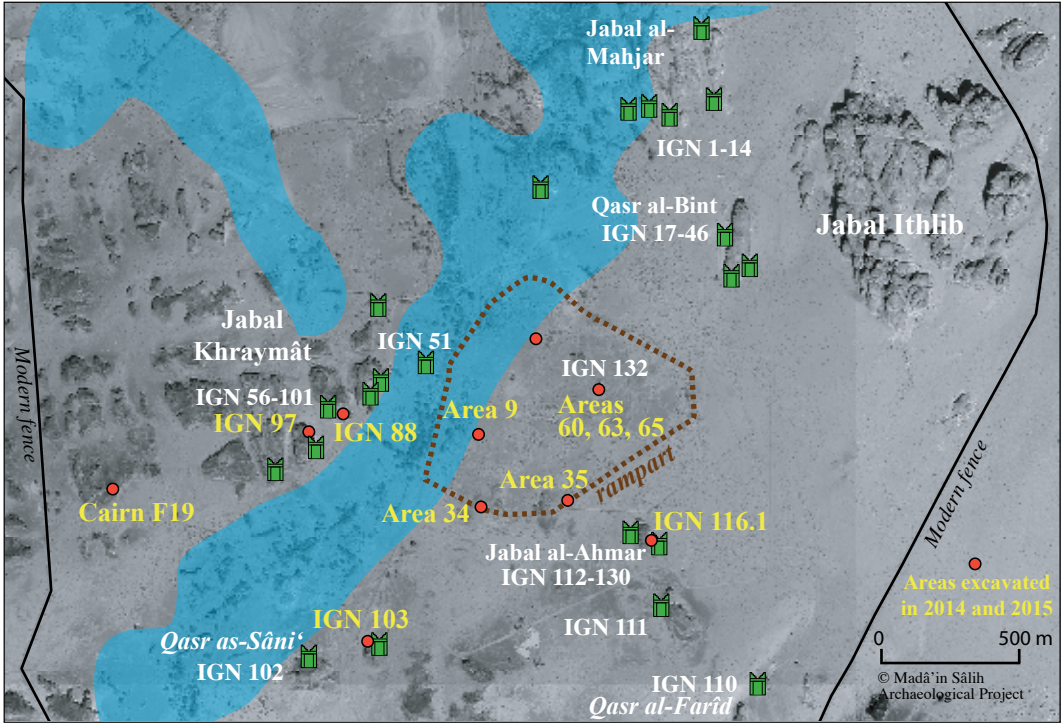 Jabal al-
Mahjar
IGN 1-14
Qasr al-Bint
IGN 17-46
Jabal Ithlib
Jabal
Khraymât
IGN 51
IGN 56-101
IGN 97
IGN 88
IGN 132
Areas
60, 63, 65
Area 9
Modern fence
Cairn F19
Area 34
Area 35
rampart
IGN 116.1
Jabal al-Ahmar
IGN 112-130
Modern fence
Areas excavated
in 2014 and 2015
IGN 103
Qasr as-Sâni‘
IGN 102
IGN 111
IGN 110
Qasr al-Farîd
0 500 m
© Madâ’in Sâlih
Archaeological Project